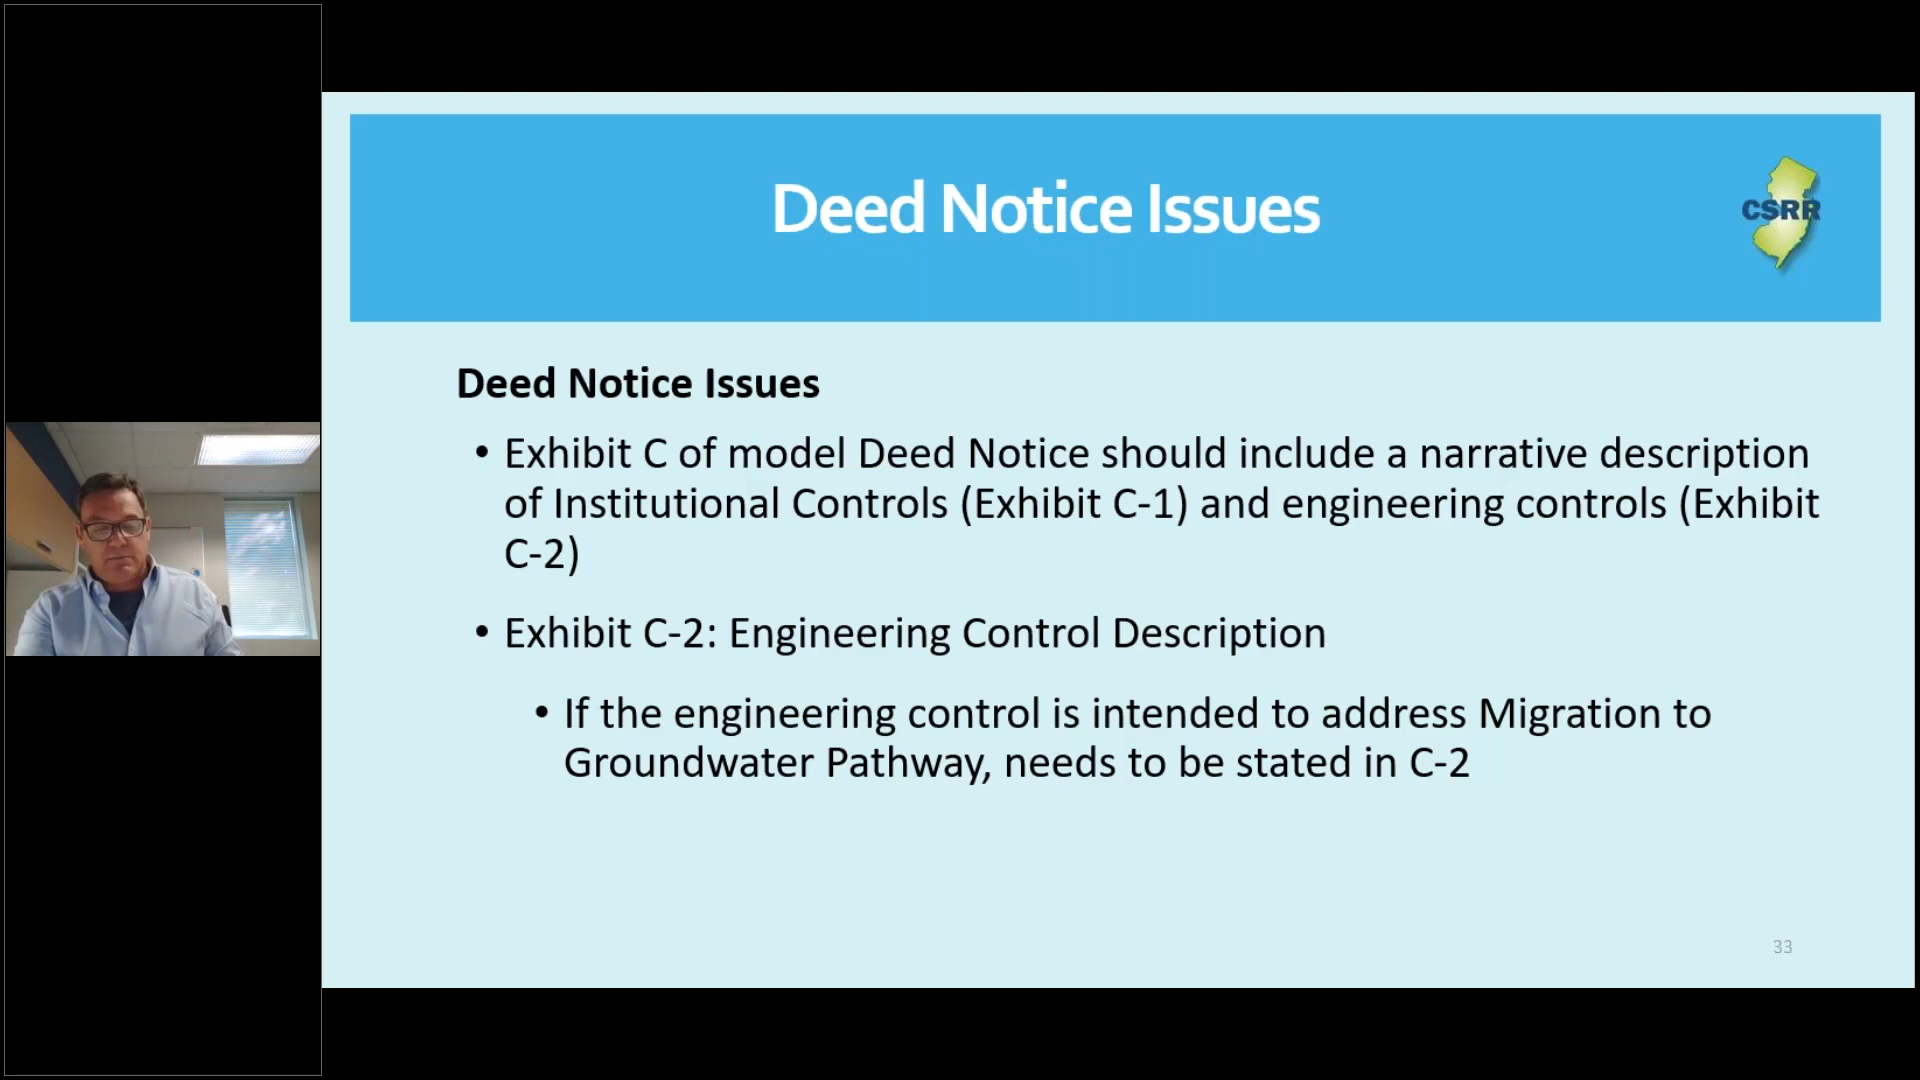 Deed Notice Issues
CSRR
Deed Notice Issues
• Exhibit C of model Deed Notice should include a narrative description
of Institutional Controls (Exhibit C-1) and engineering controls (Exhibit
C-2)
• Exhibit C-2: Engineering Control Description
• If the engineering control is intended to address Migration to
Groundwater Pathway, needs to be stated in C-2
33